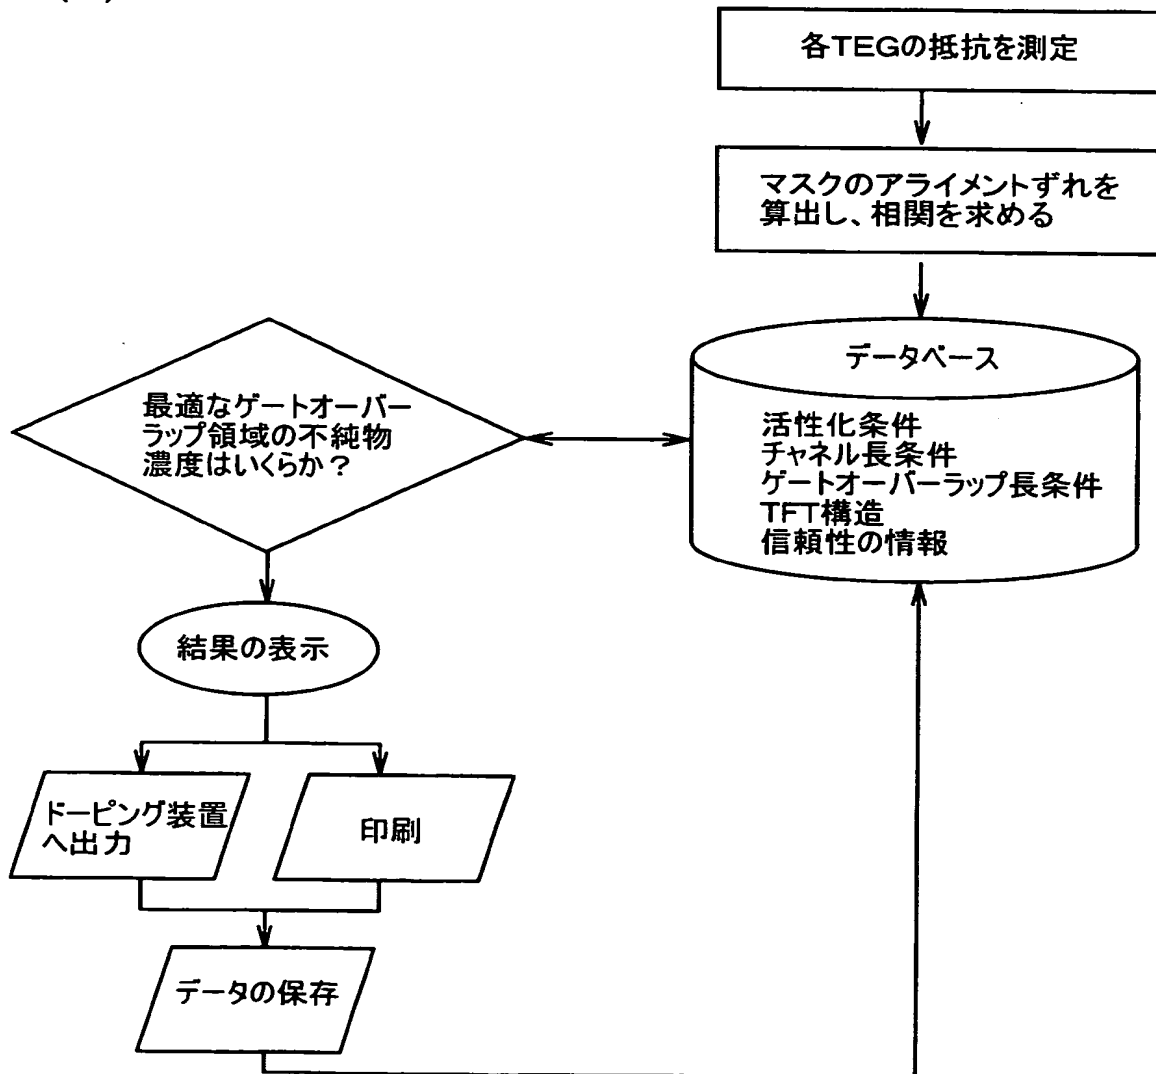 各TEGの抵抗を測定
マスクのアライメントずれを
算出し、相関を求める
データベース
活性化条件
チャネル長条件
ゲートオーバーラップ長条件
TFT構造
信頼性の情報
最適なゲートオーバー
ラップ領域の不純物
濃度はいくらか？
結果の表示
ドーピング装置
へ出力
印刷
データの保存